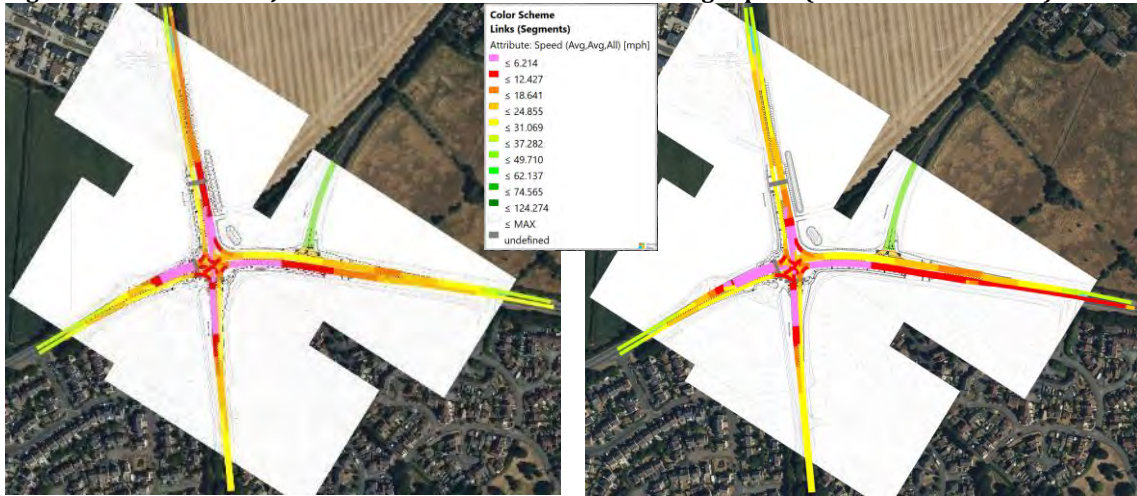 Color Scheme
Links (Segments)
Attribute: Speed (Avg,Avg,All) [mph]
≤ 6.214
≤ 12.427
≤ 18.641
≤ 24.855
≤ 31.069
≤ 37.282
≤ 49.710
≤ 62.137
≤ 74.565
≤ 124.274
≤ MAX
undefined